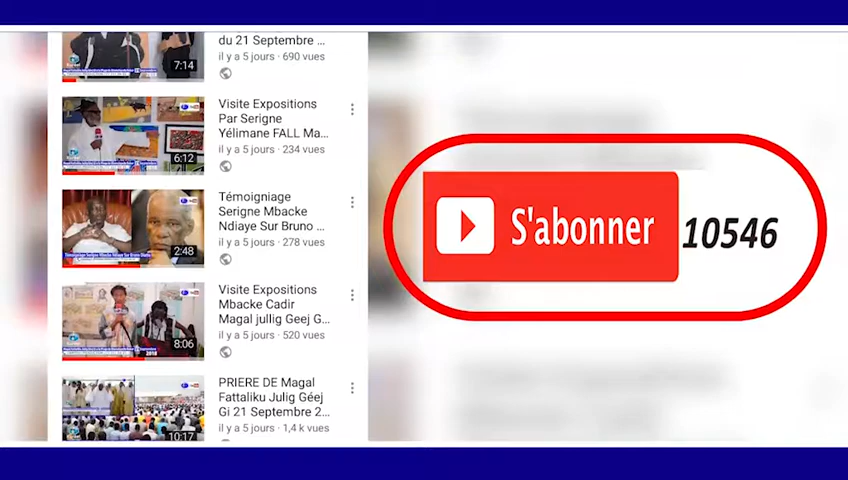 du 21 Septembre ...
il y a 5 jours · 690 vues
7:14
Visite Expositions
Par Serigne
Yélimane FALL Ma...
il y a 5 jours · 234 vues
6:12
Témoignage
Serigne Mbacke
Ndiaye Sur Bruno ...
il y a 5 jours · 278 vues
2:48
Visite Expositions
Mbacke Cadir
Magal jullig Geej G...
il y a 5 jours · 520 vues
8:06
PRIERE DE Magal
Fattaliku Julig Géej
Gi 21 Septembre 2...
il y a 5 jours · 1,4 k vues
10:17
S'abonner
10546